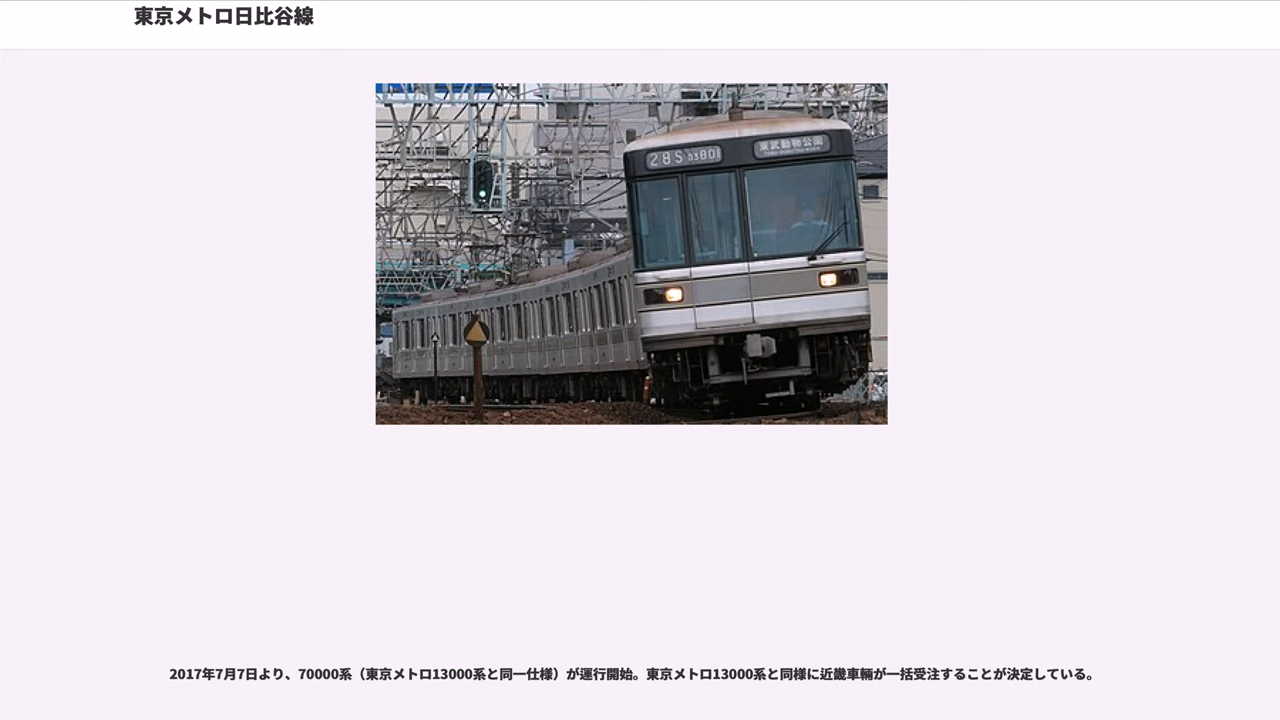 東京メトロ日比谷線
28S 03801
東武動物公園
2017年7月7日より、70000系（東京メトロ13000系と同一仕様）が運行開始。東京メトロ13000系と同様に近畿車輛が一括受注することが決定している。